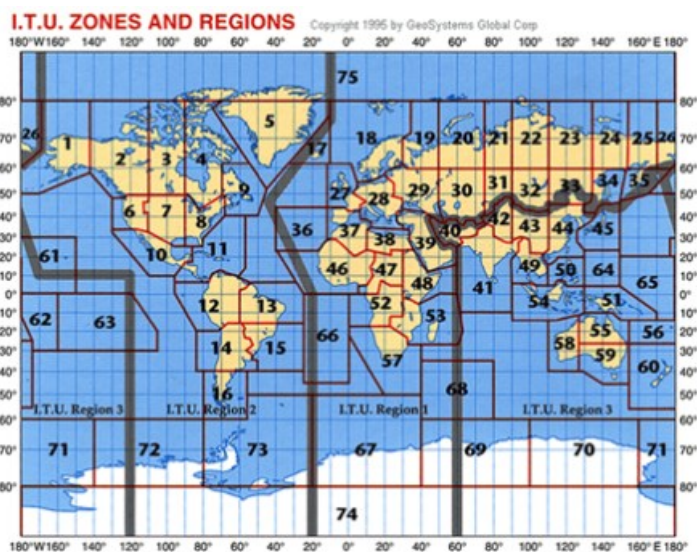 I.T.U. ZONES AND REGIONS Copyright 1995 by GeoSystems Global Corp
180°W 160° 140° 120° 100° 80° 60° 40° 20° 0° 20° 40° 60° 80° 100° 120° 140° 160° E 180°
75
80° 80°
5
26 1 2 3 4 17 18 19 20 21 22 23 24 25 26
70° 70°
60° 60°
9 27 28 29 30 31 32 33 34 35
50° 50°
6 7 8 36 37 38 39 40 42 43 44 45
40° 40°
30° 30°
61 10 11 46 47 48 41 49 50 64 65
20° 20°
10° 10°
0° 0°
62 63 12 13 66 52 53 54 51
10° 10°
20° 20°
14 15 57 58 55 59 56 60
30° 30°
40° 40°
16 68
50° 50°
I.T.U. Region 3 I.T.U. Region 2 I.T.U. Region 1 I.T.U. Region 3
60° 60°
71 72 73 67 69 70 71
70° 70°
80° 80°
74
180°W 160° 140° 120° 100° 80° 60° 40° 20° 0° 20° 40° 60° 80° 100° 120° 140° 160° E 180°